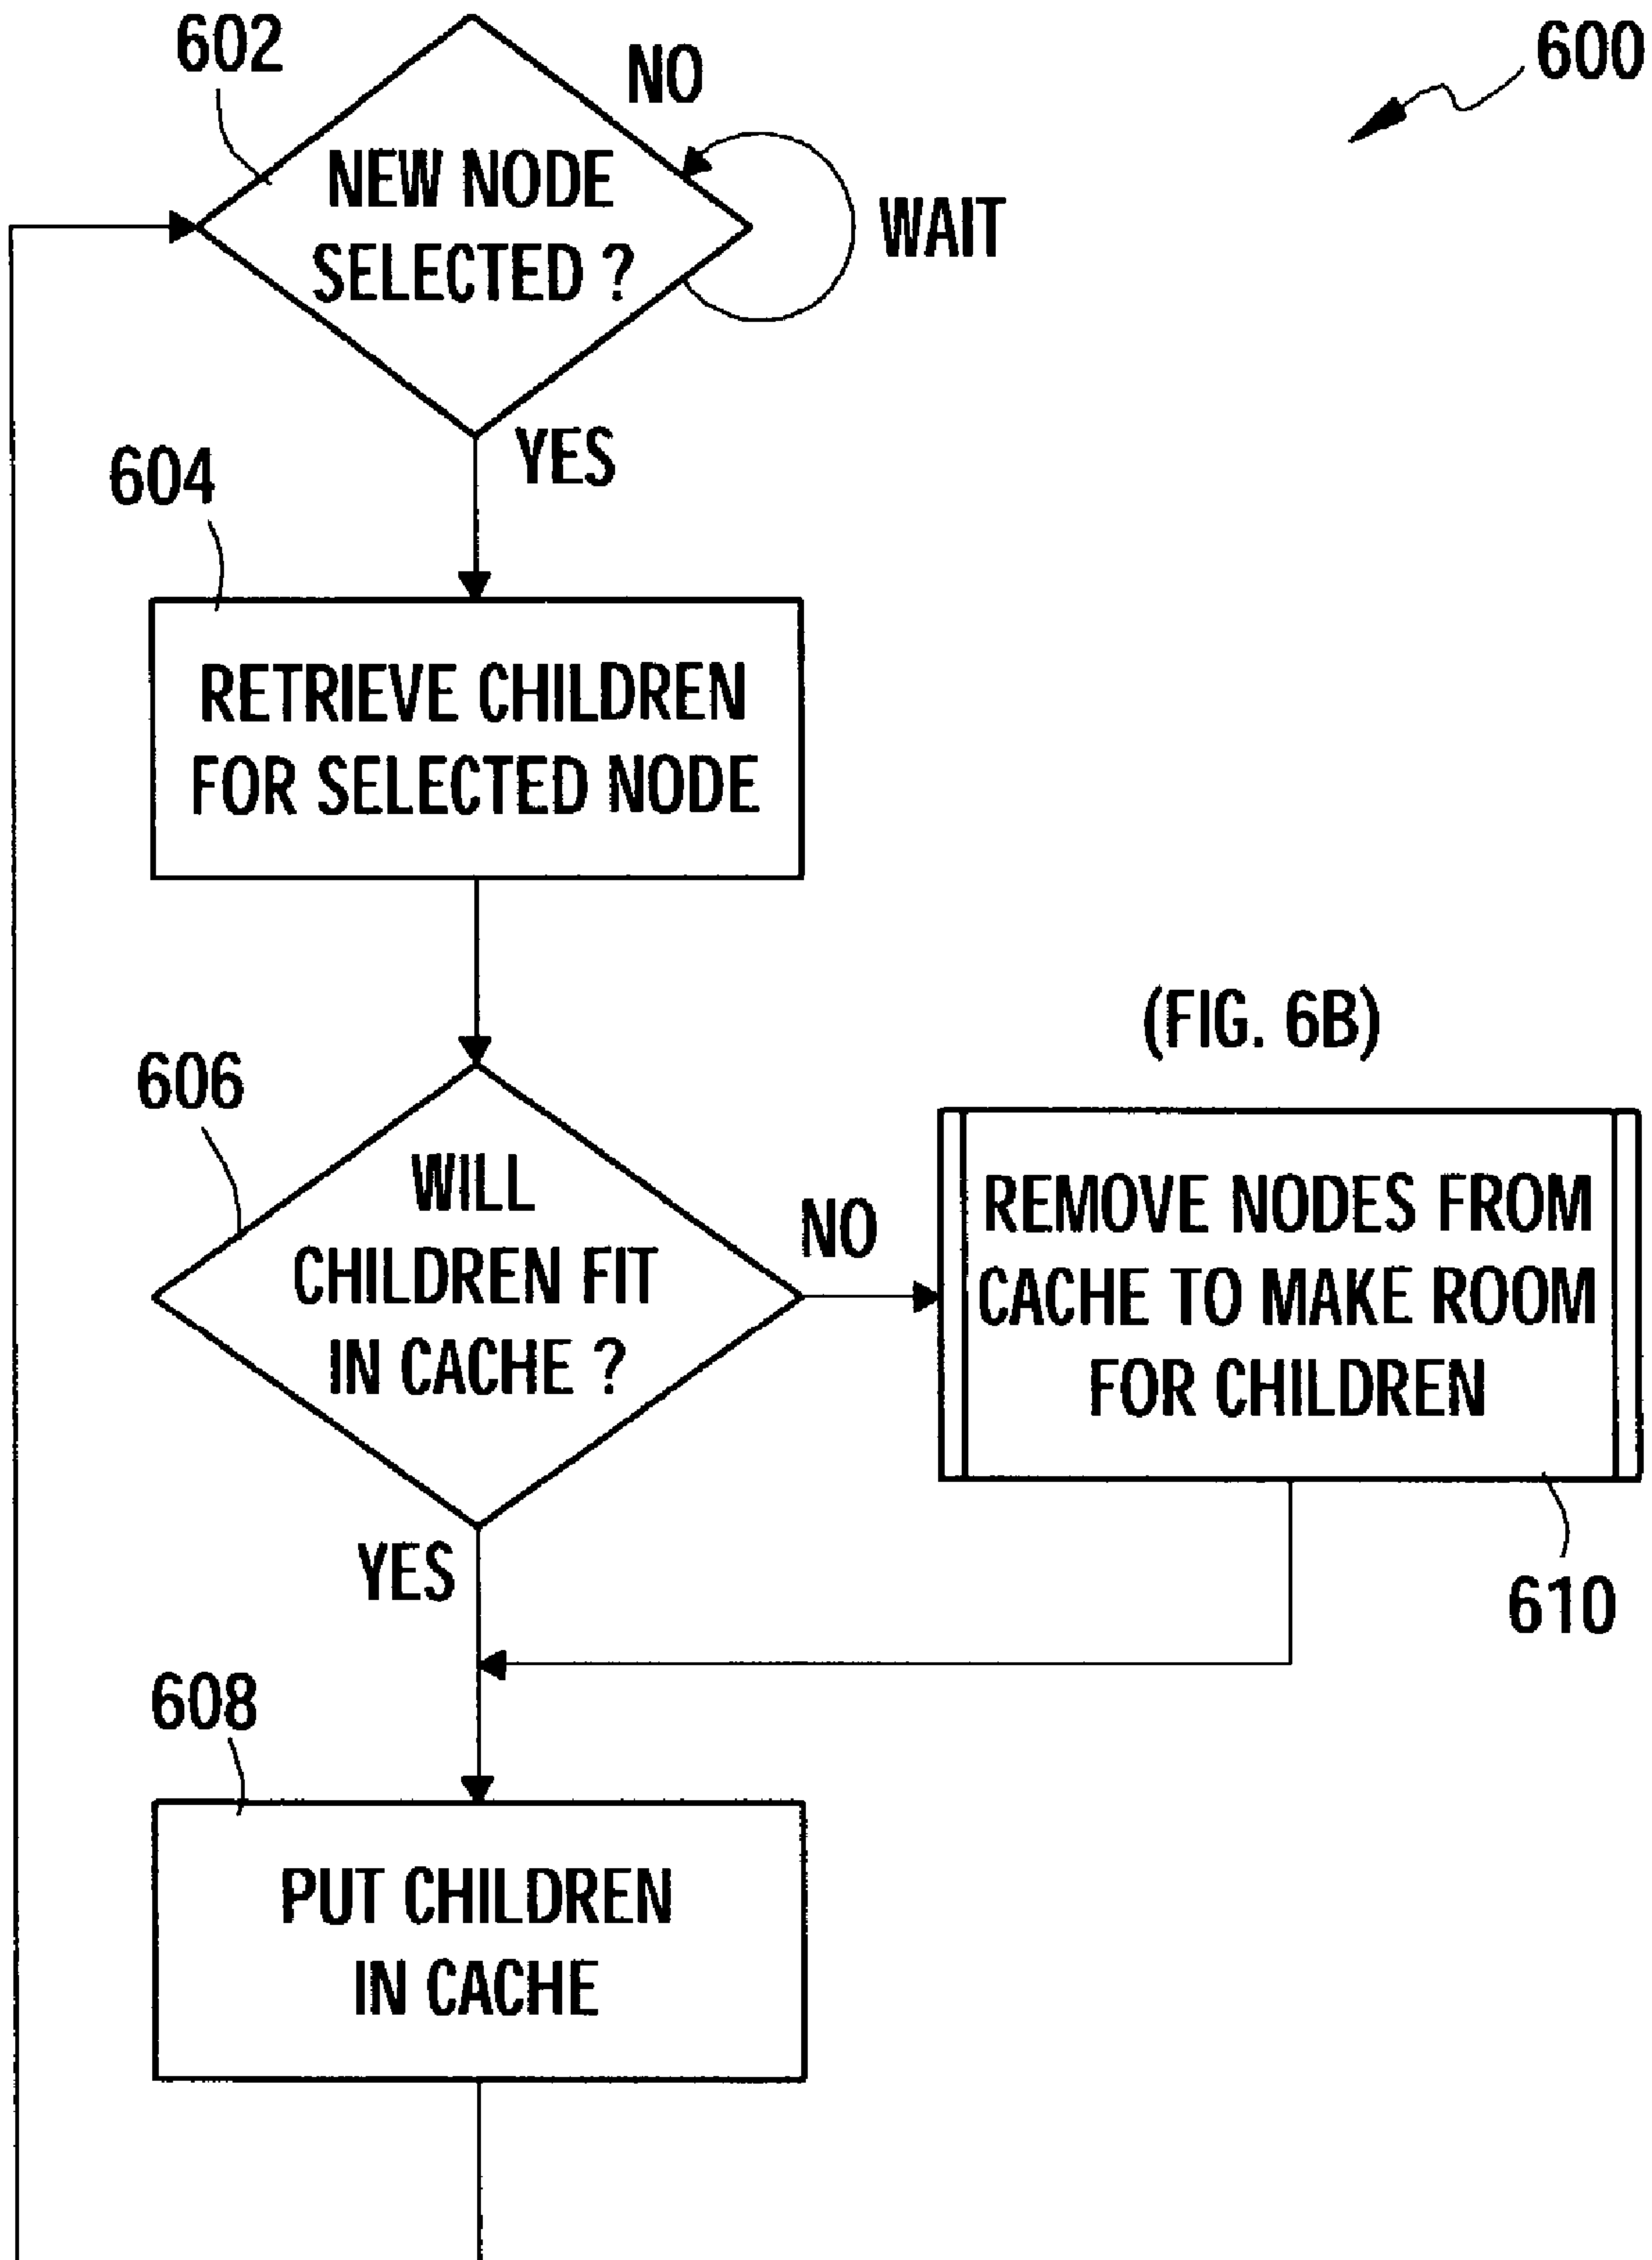 602
NO
600
NEW NODE
SELECTED ?
WAIT
YES
604
RETRIEVE CHILDREN
FOR SELECTED NODE
(FIG. 6B)
606
WILL
CHILDREN FIT
IN CACHE ?
NO
REMOVE NODES FROM
CACHE TO MAKE ROOM
FOR CHILDREN
YES
610
608
PUT CHILDREN
IN CACHE